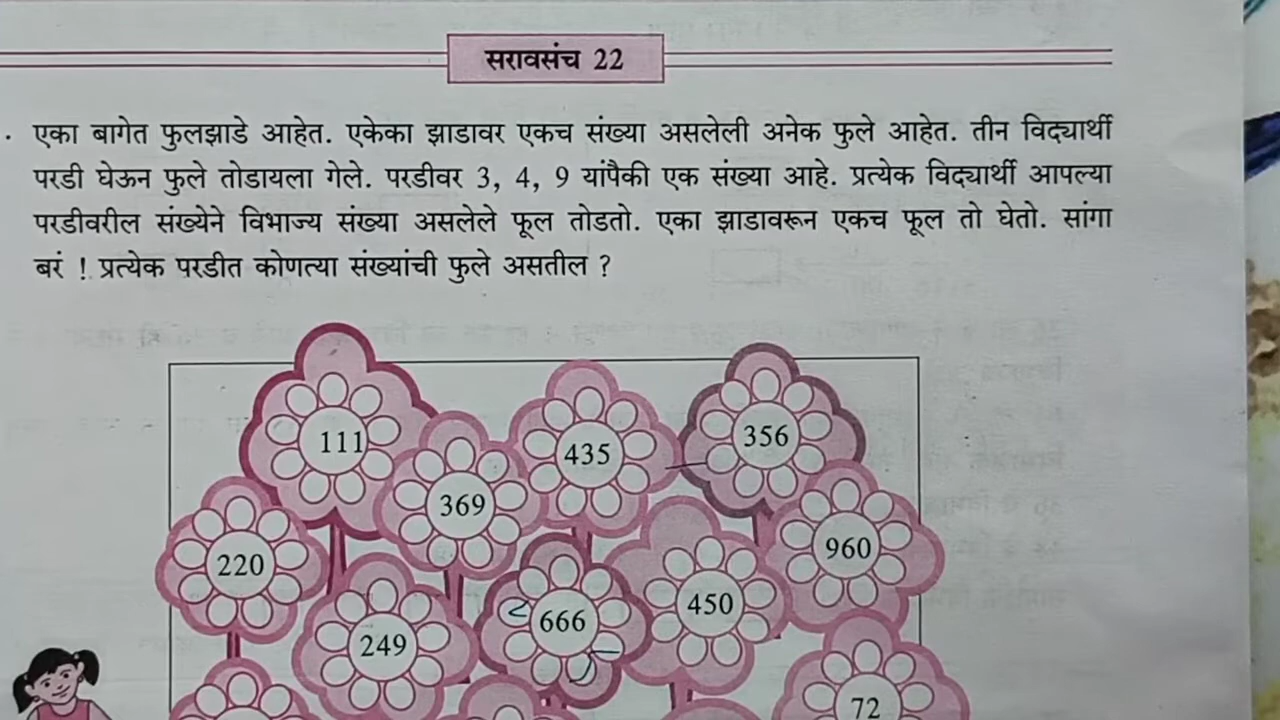 सरावसंच 22
. एका बागेत फुलझाडे आहेत. एकेका झाडावर एकच संख्या असलेली अनेक फुले आहेत. तीन विद्यार्थी
परडी घेऊन फुले तोडायला गेले. परडीवर 3, 4, 9 यांपैकी एक संख्या आहे. प्रत्येक विद्यार्थी आपल्या
परडीवरील संख्येने विभाज्य संख्या असलेले फूल तोडतो. एका झाडावरून एकच फूल तो घेतो. सांगा
बरं ! प्रत्येक परडीत कोणत्या संख्यांची फुले असतील ?
111
435
356
369
220
960
249
666
450
72